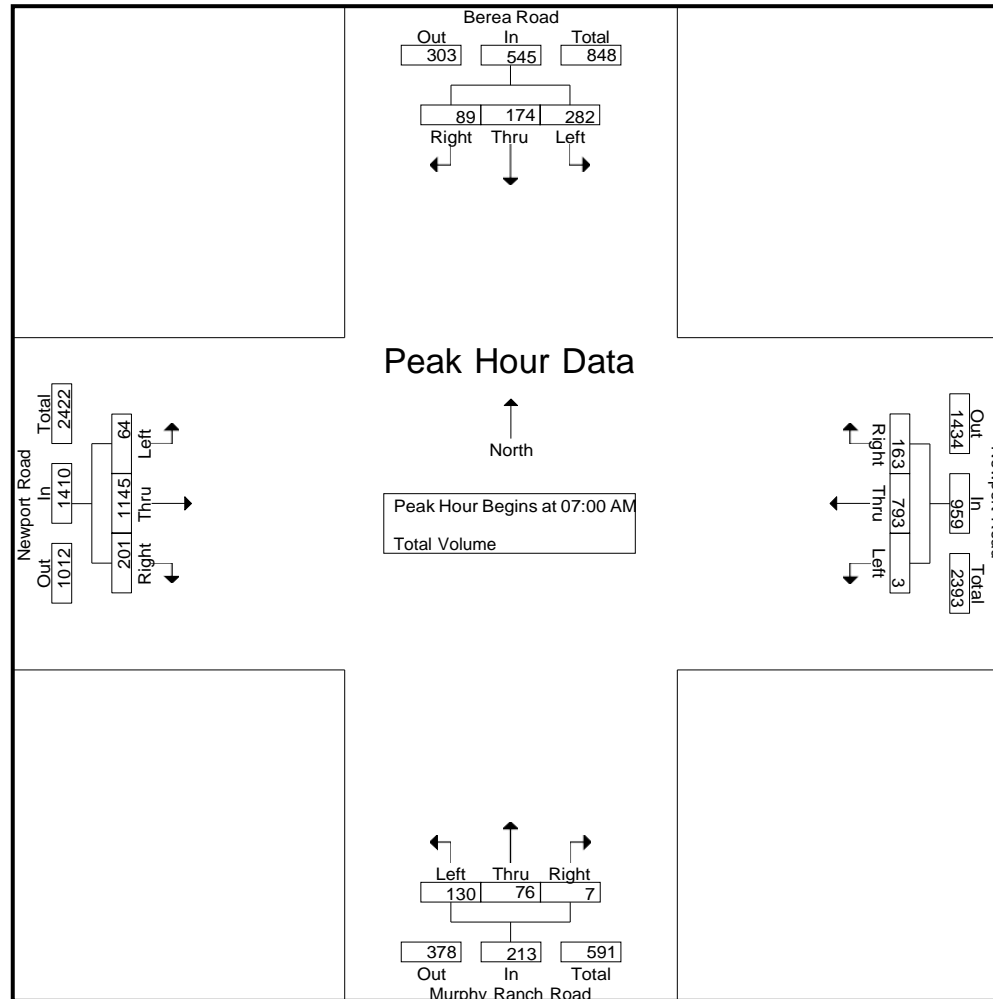 Berea Road
Out In Total
303 545 848
89 174 282
Right Thru Left
Peak Hour Data
North
Peak Hour Begins at 07:00 AM
Total Volume
Newport Road
Out In Total
1012 1410 2422
Right Thru Left
201 1145 64
Out In Total
1434 959 2393
Right Thru Left
163 793 3
Left Thru Right
130 76 7
378 213 591
Out In Total
Murphy Ranch Road